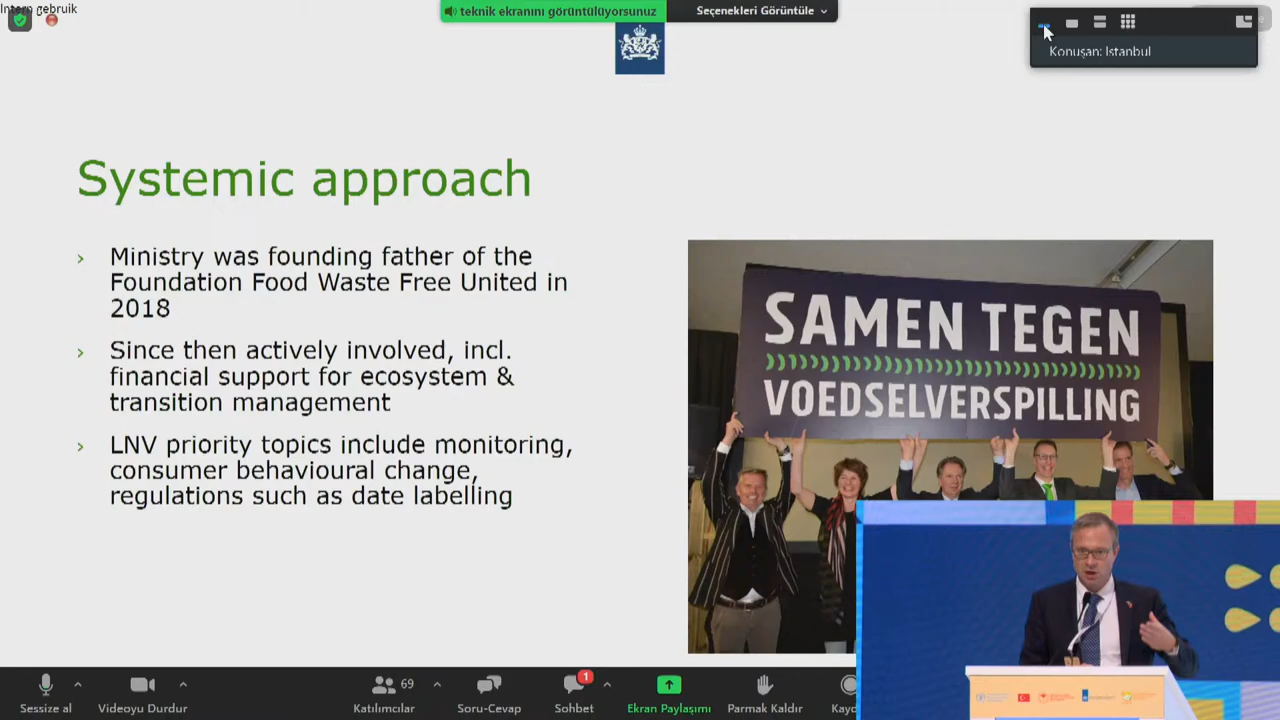 Intern gebruik
teknik ekranını görüntülüyorsunuz
Seçenekleri Görüntüle
Konuşan: Istanbul
Systemic approach
› Ministry was founding father of the
Foundation Food Waste Free United in
2018
› Since then actively involved, incl.
financial support for ecosystem &
transition management
› LNV priority topics include monitoring,
consumer behavioural change,
regulations such as date labelling
SAMEN TEGEN
VOEDSELVERSPILLING
Sessize al
Videoyu Durdur
69
Katılımcılar
Soru-Cevap
1
Sohbet
Ekran Paylaşımı
Parmak Kaldır